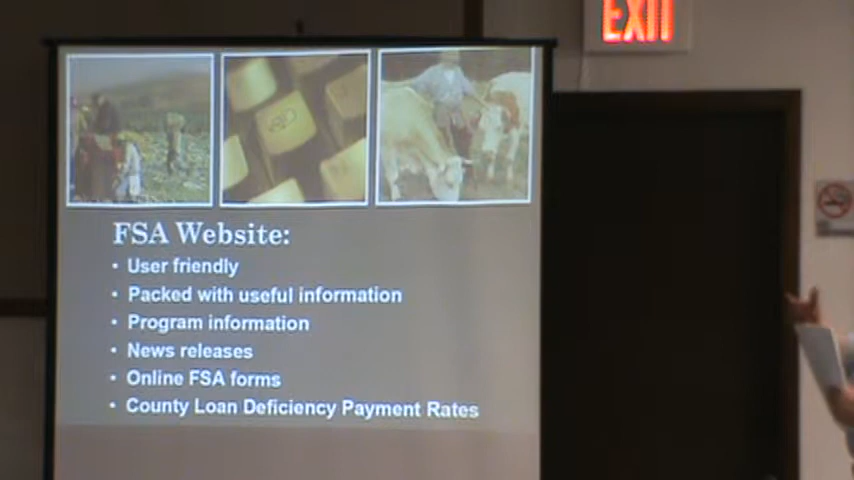 EXIT
FSA Website:
• User friendly
• Packed with useful information
• Program information
• News releases
• Online FSA forms
• County Loan Deficiency Payment Rates